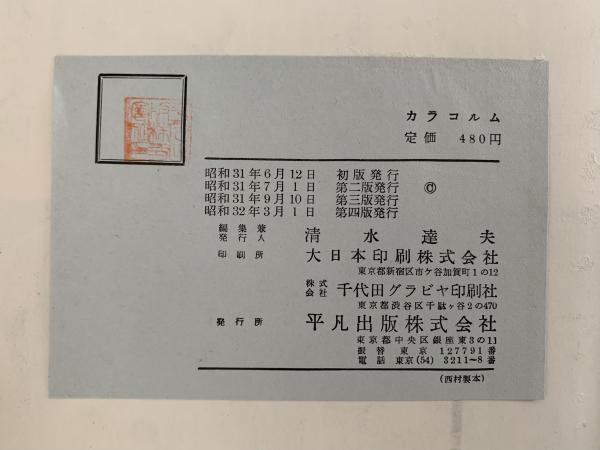 カラコルム
定価 480円
昭和31年6月12日 初版発行
昭和31年7月1日 第二版発行 ©
昭和31年9月10日 第三版発行
昭和32年3月1日 第四版発行
編集兼
発行人 清水達夫
印刷所 大日本印刷株式会社
東京都新宿区市ケ谷加賀町1の12
株式
会社 千代田グラビヤ印刷社
東京都渋谷区千駄ヶ谷2の470
発行所 平凡出版株式会社
東京都中央区銀座東3の11
振替 東京 127791番
電話 東京(54) 3211~8番
(西村製本)